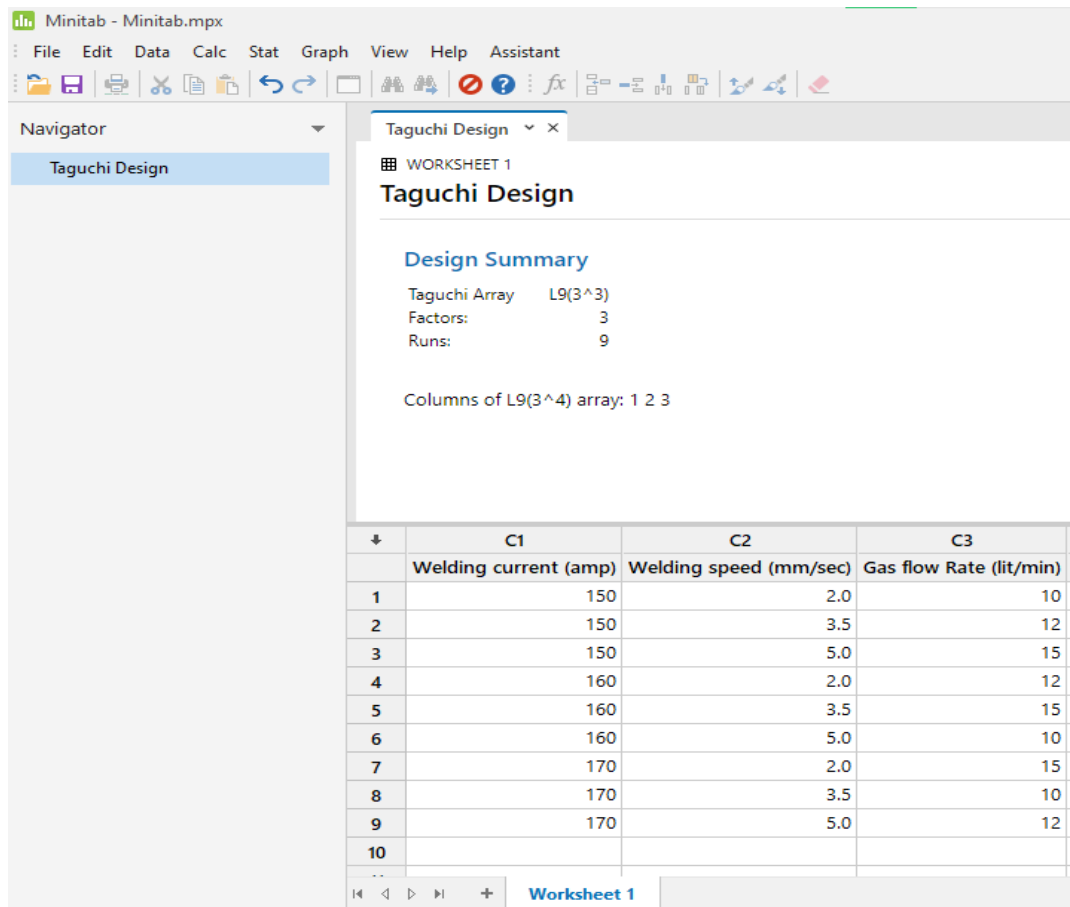 Minitab - Minitab.mpx
File Edit Data Calc Stat Graph View Help Assistant
fx
Navigator
Taguchi Design
Taguchi Design
WORKSHEET 1
Taguchi Design
Design Summary
Taguchi Array L9(3^3)
Factors: 3
Runs: 9
Columns of L9(3^4) array: 1 2 3
C1 C2 C3
Welding current (amp) Welding speed (mm/sec) Gas flow Rate (lit/min)
1 150 2.0 10
2 150 3.5 12
3 150 5.0 15
4 160 2.0 12
5 160 3.5 15
6 160 5.0 10
7 170 2.0 15
8 170 3.5 10
9 170 5.0 12
10
Worksheet 1